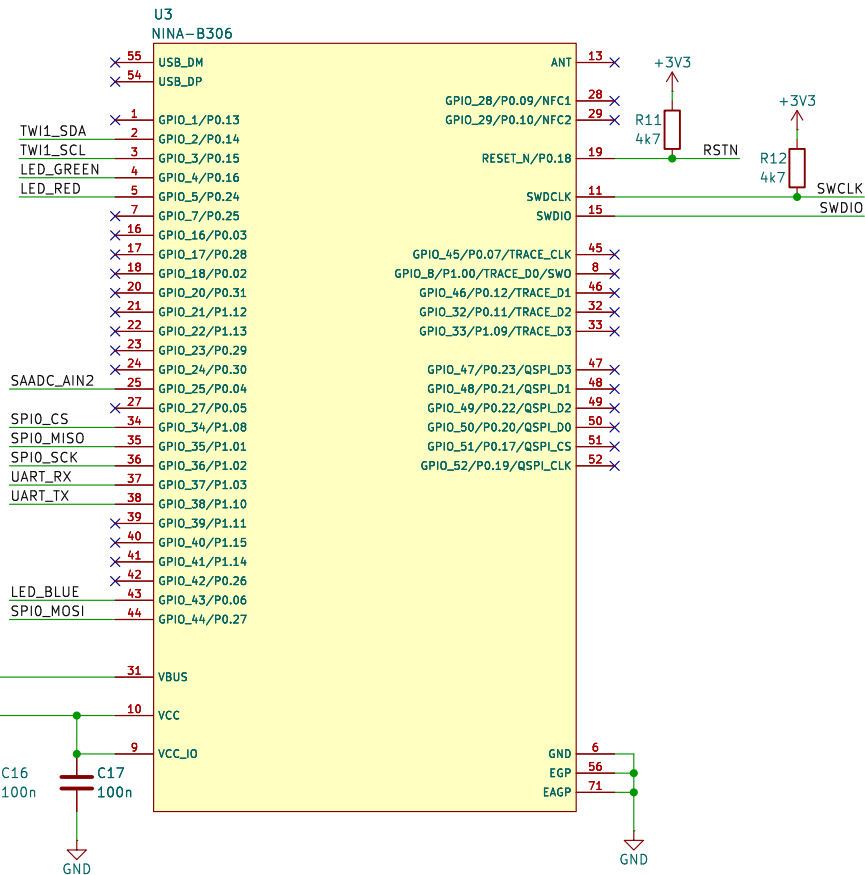 U3
NINA-B306
55 USB_DM
54 USB_DP
1 GPIO_1/P0.13
TWI1_SDA 2 GPIO_2/P0.14
TWI1_SCL 3 GPIO_3/P0.15
LED_GREEN 4 GPIO_4/P0.16
LED_RED 5 GPIO_5/P0.24
7 GPIO_7/P0.25
16 GPIO_16/P0.03
17 GPIO_17/P0.28
18 GPIO_18/P0.02
20 GPIO_20/P0.31
21 GPIO_21/P1.12
22 GPIO_22/P1.13
23 GPIO_23/P0.29
24 GPIO_24/P0.30
SAADC_AIN2 25 GPIO_25/P0.04
27 GPIO_27/P0.05
SPI0_CS 34 GPIO_34/P1.08
SPI0_MISO 35 GPIO_35/P1.01
SPI0_SCK 36 GPIO_36/P1.02
UART_RX 37 GPIO_37/P1.03
UART_TX 38 GPIO_38/P1.10
39 GPIO_39/P1.11
40 GPIO_40/P1.15
41 GPIO_41/P1.14
42 GPIO_42/P0.26
LED_BLUE 43 GPIO_43/P0.06
SPI0_MOSI 44 GPIO_44/P0.27
31 VBUS
10 VCC
9 VCC_IO
C16
100n
C17
100n
GND
ANT 13
GPIO_28/P0.09/NFC1 28
GPIO_29/P0.10/NFC2 29
RESET_N/P0.18 19 RSTN
SWDCLK 11 SWCLK
SWDIO 15 SWDIO
+3V3
R11
4k7
+3V3
R12
4k7
GPIO_45/P0.07/TRACE_CLK 45
GPIO_8/P1.00/TRACE_D0/SWO 8
GPIO_46/P0.12/TRACE_D1 46
GPIO_32/P0.11/TRACE_D2 32
GPIO_33/P1.09/TRACE_D3 33
GPIO_47/P0.23/QSPI_D3 47
GPIO_48/P0.21/QSPI_D1 48
GPIO_49/P0.22/QSPI_D2 49
GPIO_50/P0.20/QSPI_D0 50
GPIO_51/P0.17/QSPI_CS 51
GPIO_52/P0.19/QSPI_CLK 52
GND 6
EGP 56
EAGP 71
GND